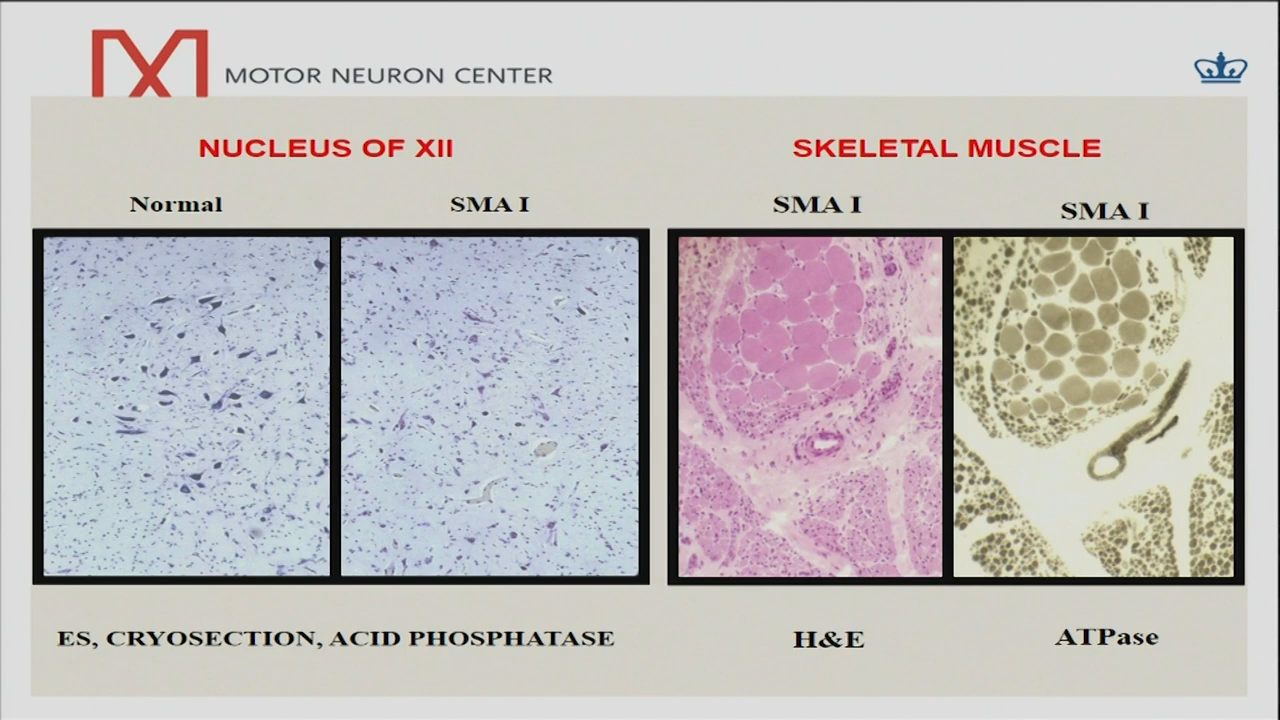 MOTOR NEURON CENTER
NUCLEUS OF XII
SKELETAL MUSCLE
Normal
SMA I
SMA I
SMA I
ES, CRYOSECTION, ACID PHOSPHATASE
H&E
ATPase